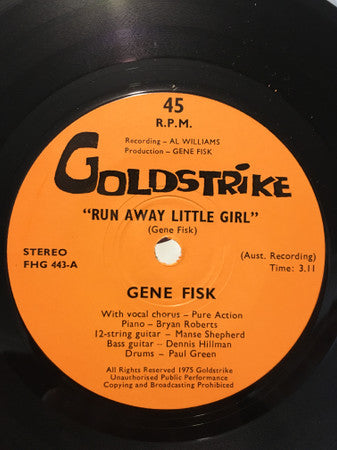 45
R.P.M.
Recording – AL WILLIAMS
Production – GENE FISK
GOLDSTRIKE
“RUN AWAY LITTLE GIRL”
(Gene Fisk)
STEREO
FHG 443-A
(Aust. Recording)
Time: 3.11
GENE FISK
With vocal chorus – Pure Action
Piano – Bryan Roberts
12-string guitar – Manse Shepherd
Bass guitar – Dennis Hillman
Drums – Paul Green
All Rights Reserved 1975 Goldstrike
Unauthorised Public Performance
Copying and Broadcasting Prohibited